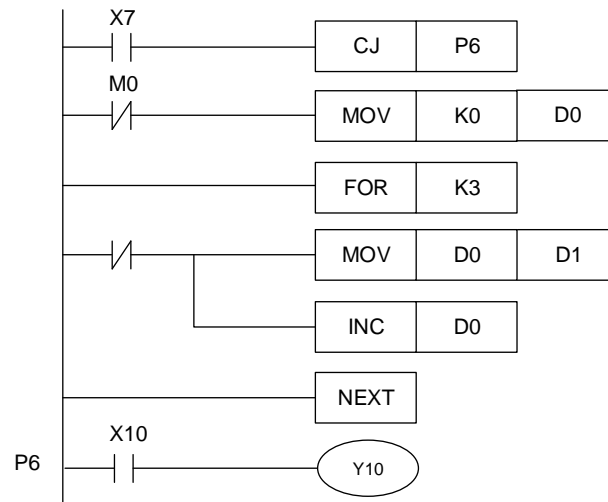 X7
CJ P6
M0
MOV K0 D0
FOR K3
MOV D0 D1
INC D0
NEXT
X10
P6
Y10